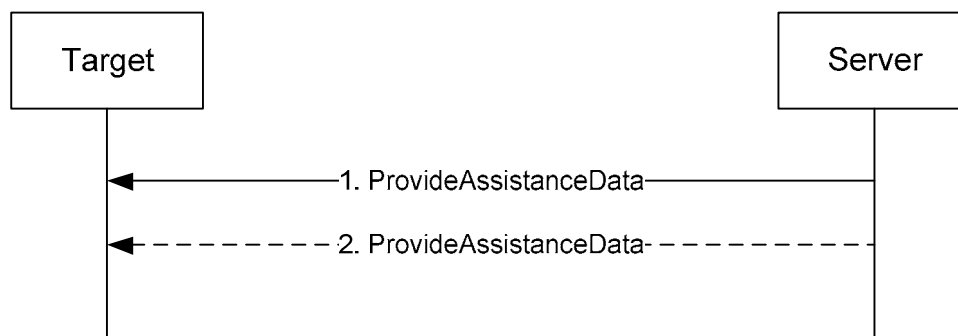 Target
Server
1. ProvideAssistanceData
2. ProvideAssistanceData